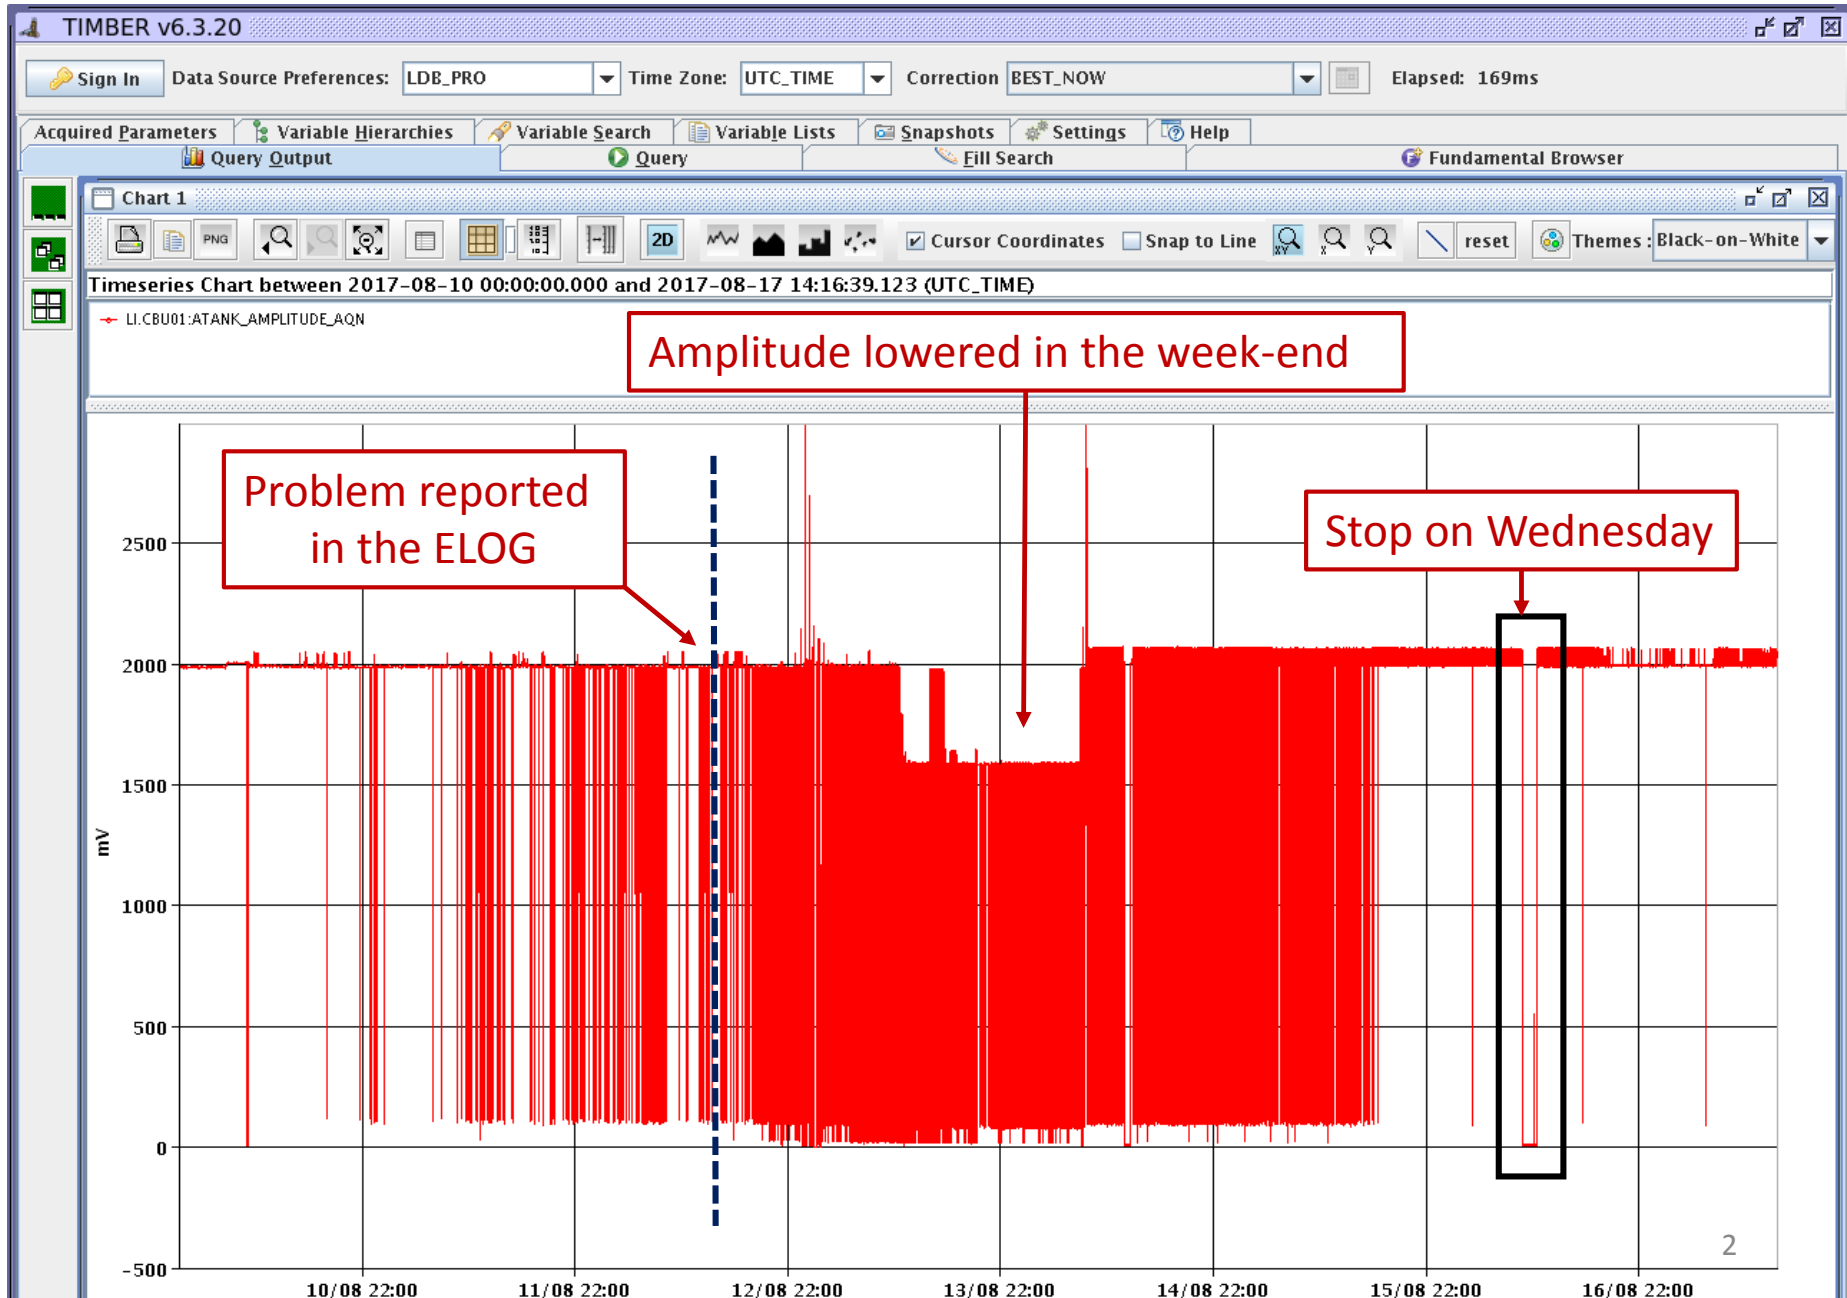 TIMBER v6.3.20
Sign In Data Source Preferences: LDB_PRO Time Zone: UTC_TIME Correction BEST_NOW Elapsed: 169ms
Acquired Parameters Variable Hierarchies Variable Search Variable Lists Snapshots Settings Help
Query Output Query Fill Search Fundamental Browser
Chart 1
PNG 2D Cursor Coordinates Snap to Line XY X Y reset Themes : Black-on-White
Timeseries Chart between 2017-08-10 00:00:00.000 and 2017-08-17 14:16:39.123 (UTC_TIME)
LI.CBU01:ATANK_AMPLITUDE_AQN
Amplitude lowered in the week-end
Problem reported
in the ELOG
Stop on Wednesday
2500
2000
1500
mV
1000
500
0
-500
2
10/08 22:00 11/08 22:00 12/08 22:00 13/08 22:00 14/08 22:00 15/08 22:00 16/08 22:00